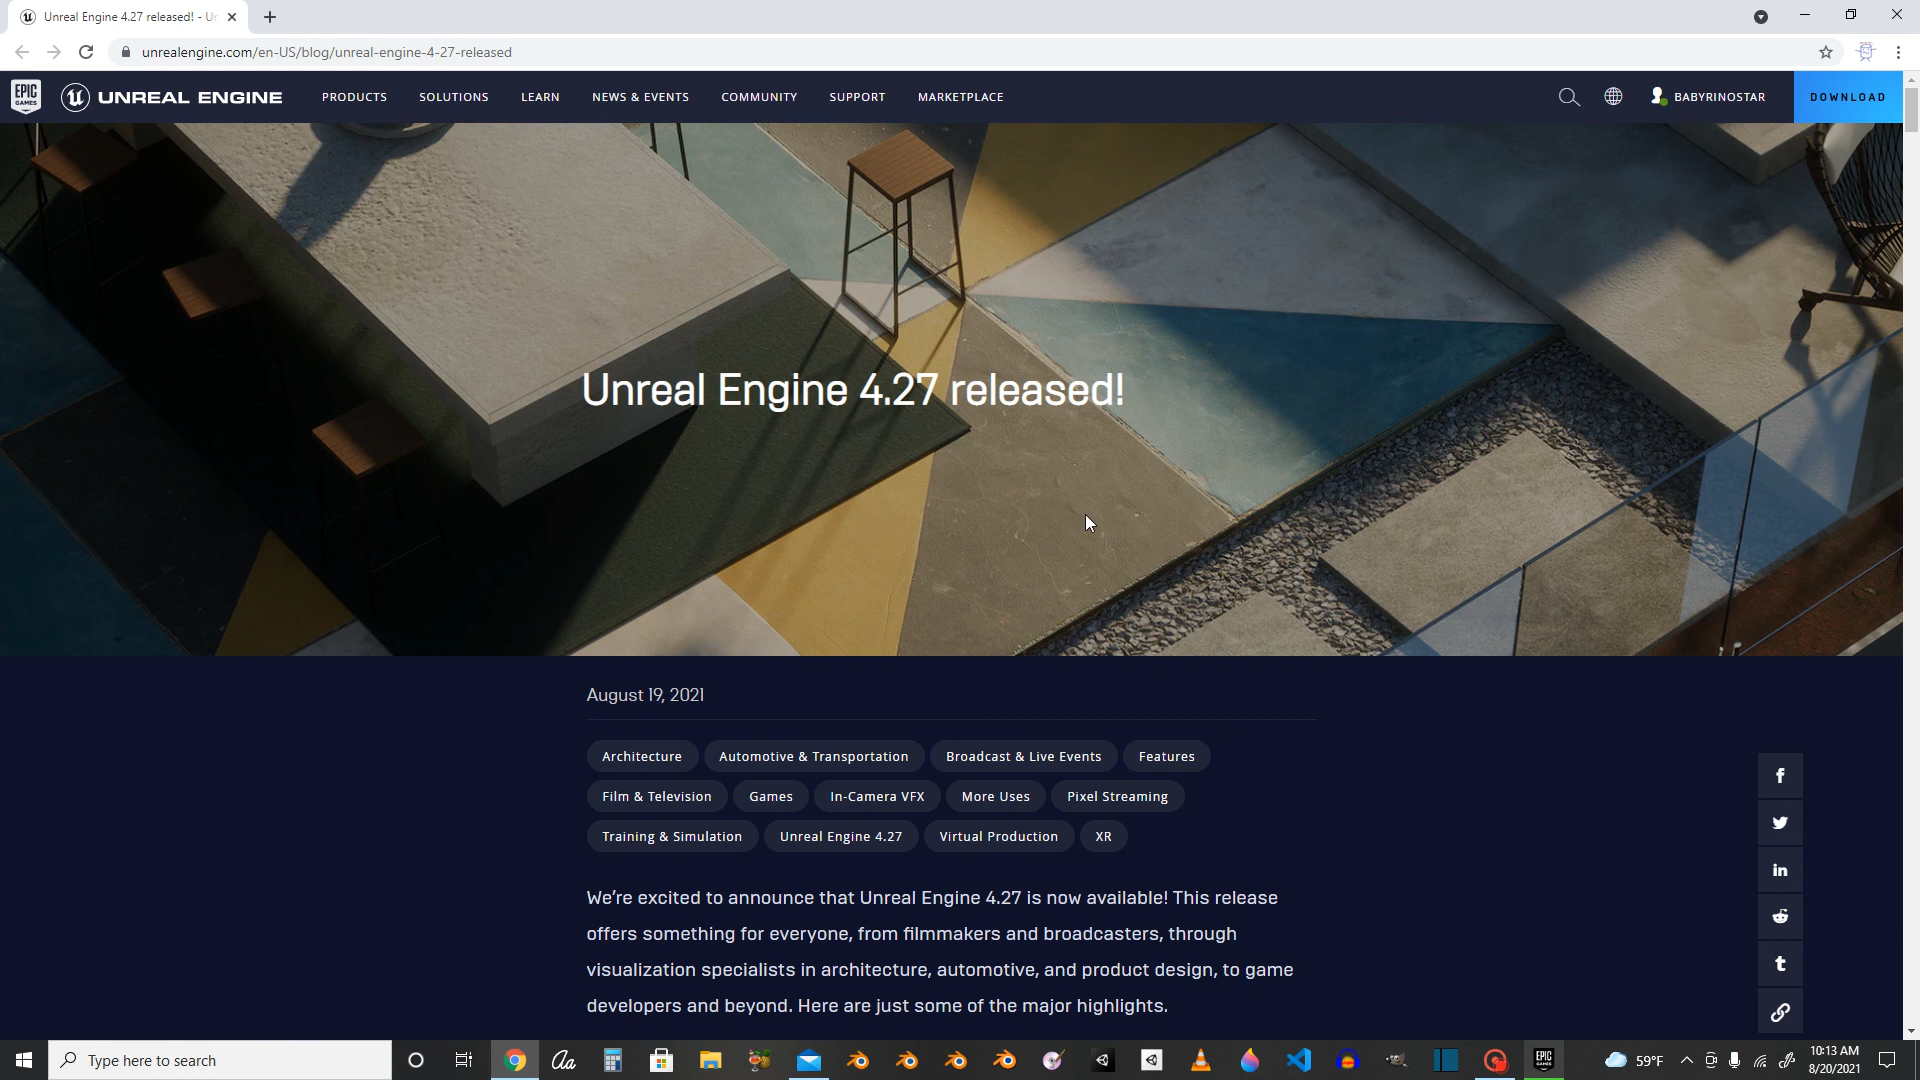 Unreal Engine 4.27 released! - Un
unrealengine.com/en-US/blog/unreal-engine-4-27-released
EPIC GAMES
UNREAL ENGINE
PRODUCTS
SOLUTIONS
LEARN
NEWS & EVENTS
COMMUNITY
SUPPORT
MARKETPLACE
BABYRINOSTAR
DOWNLOAD
Unreal Engine 4.27 released!
August 19, 2021
Architecture
Automotive & Transportation
Broadcast & Live Events
Features
Film & Television
Games
In-Camera VFX
More Uses
Pixel Streaming
Training & Simulation
Unreal Engine 4.27
Virtual Production
XR
We're excited to announce that Unreal Engine 4.27 is now available! This release
offers something for everyone, from filmmakers and broadcasters, through
visualization specialists in architecture, automotive, and product design, to game
developers and beyond. Here are just some of the major highlights.
Type here to search
Aa
EPIC GAMES
59°F
10:13 AM
8/20/2021